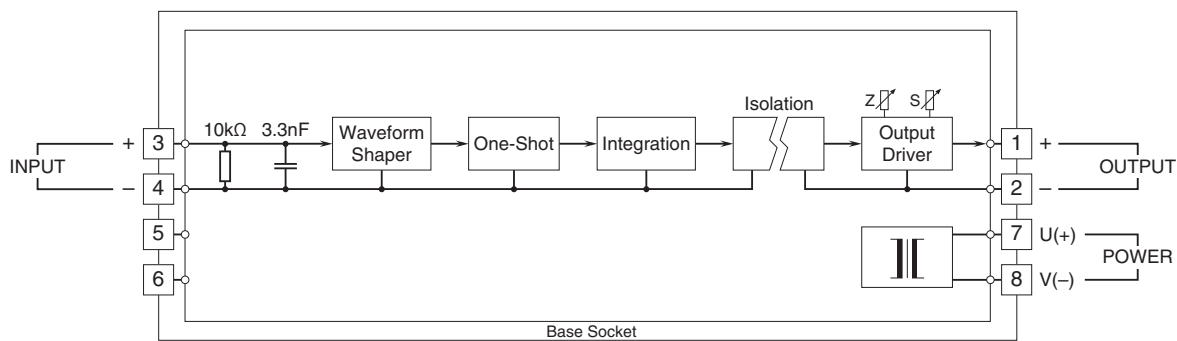 Isolation
Z S
10kΩ 3.3nF
Waveform
Shaper
One-Shot
Integration
Output
Driver
INPUT
+ 3
– 4
5
6
1 +
2 –
OUTPUT
7 U(+)
8 V(–)
POWER
Base Socket